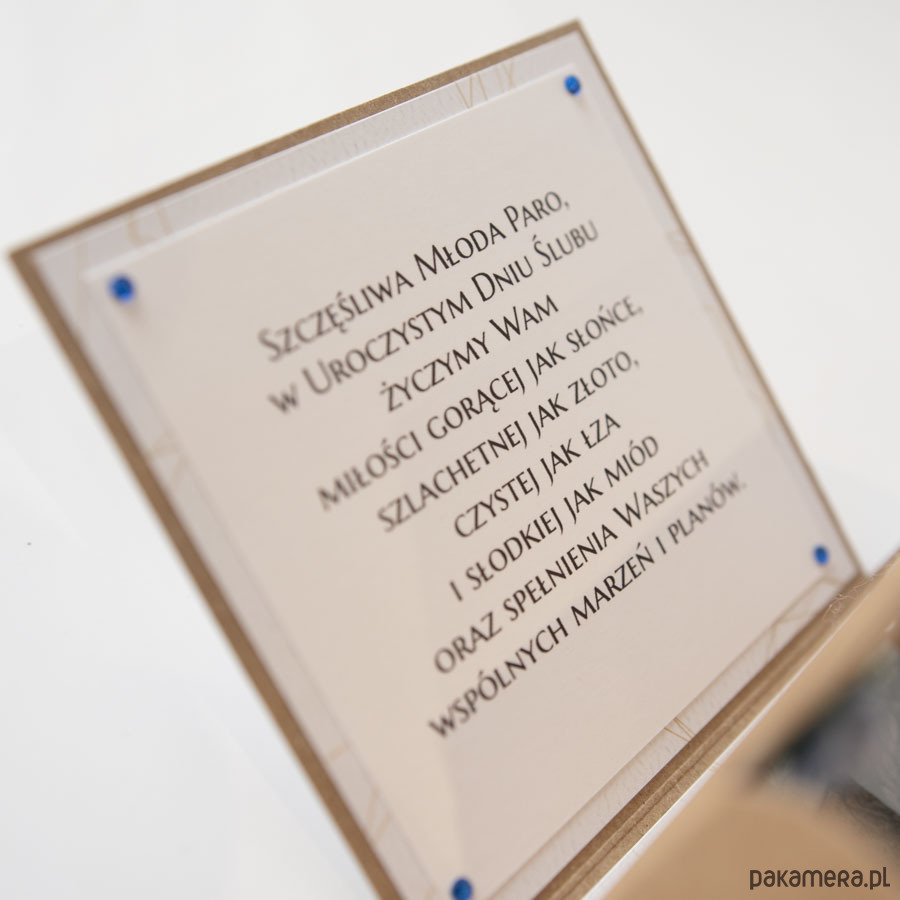 Szczęśliwa Młoda Paro,
w Uroczystym Dniu Ślubu
życzymy Wam
miłości gorącej jak słońce,
szlachetnej jak złoto,
czystej jak łza
i słodkiej jak miód
oraz spełnienia Waszych
wspólnych marzeń i planów.
pakamera.pl